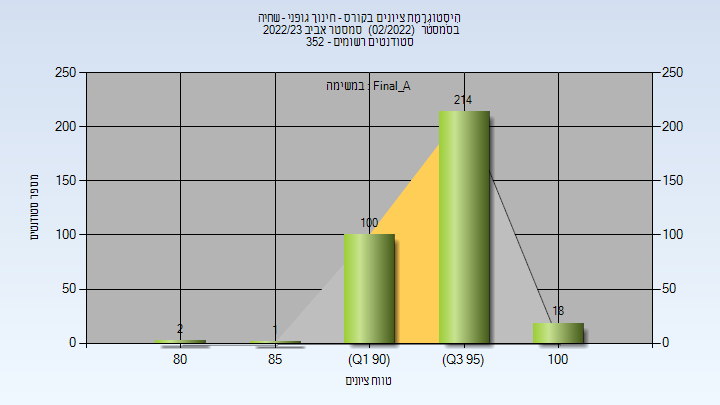 היסטוגרמת ציונים בקורס - חינוך גופני - שחיה
בסמסטר (02/2022) סמסטר אביב 2022/23
סטודנטים רשומים - 352
במשימה : Final_A
250 250
200 200
150 150
100 100
50 50
0 0
מספר סטודנטים
2 1 100 214 18
80 85 (Q1 90) (Q3 95) 100
טווח ציונים